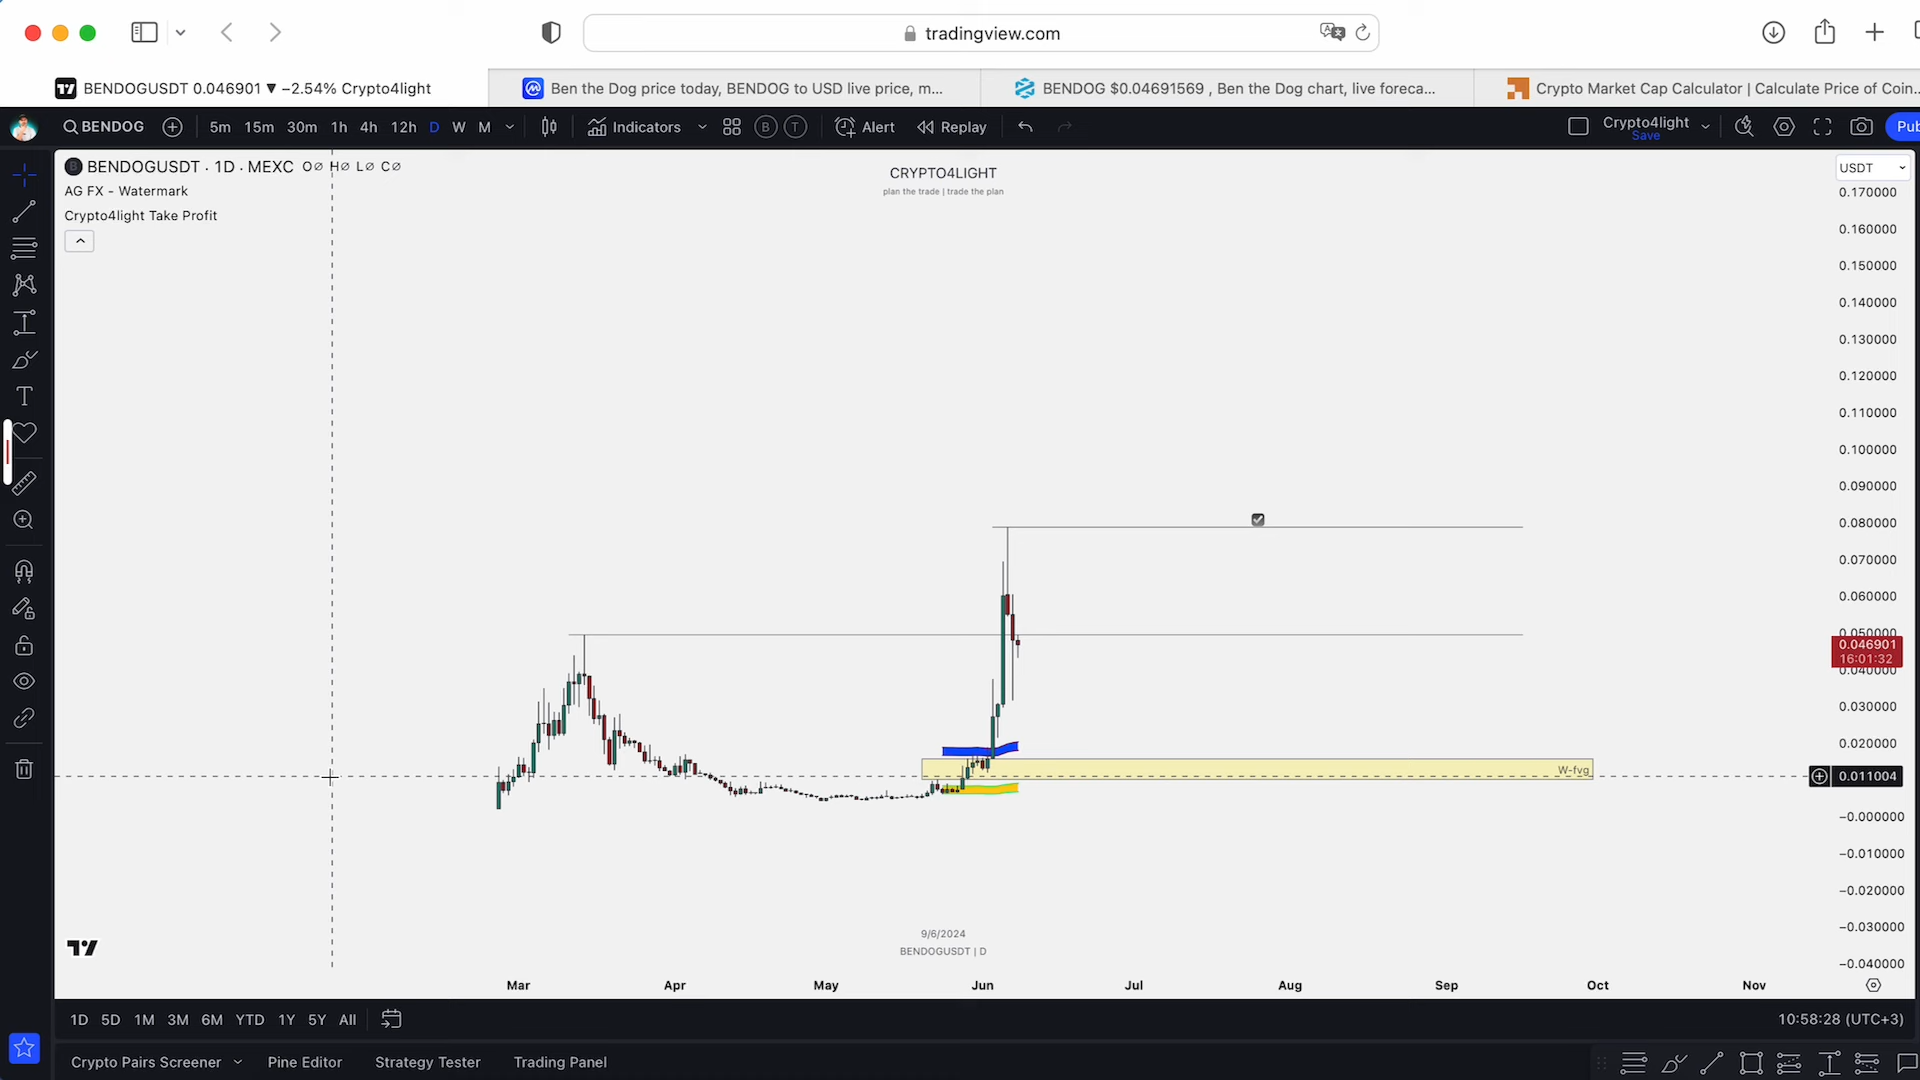 tradingview.com
BENDOGUSDT 0.046901 ▼ −2.54% Crypto4light
Ben the Dog price today, BENDOG to USD live price, m...
BENDOG $0.04691569 , Ben the Dog chart, live foreca...
Crypto Market Cap Calculator | Calculate Price of Coin...
BENDOG
5m 15m 30m 1h 4h 12h D W M
Indicators
B T
Alert
Replay
Crypto4light
Save
Pub
BENDOGUSDT · 1D · MEXC O∅ H∅ L∅ C∅
AG FX - Watermark
Crypto4light Take Profit
CRYPTO4LIGHT
plan the trade | trade the plan
USDT
0.170000
0.160000
0.150000
0.140000
0.130000
0.120000
0.110000
0.100000
0.090000
0.080000
0.070000
0.060000
0.050000
0.046901
16:01:32
0.040000
0.030000
0.020000
W-fvg
0.011004
−0.000000
−0.010000
−0.020000
−0.030000
−0.040000
9/6/2024
BENDOGUSDT | D
Mar Apr May Jun Jul Aug Sep Oct Nov
1D 5D 1M 3M 6M YTD 1Y 5Y All
10:58:28 (UTC+3)
Crypto Pairs Screener Pine Editor Strategy Tester Trading Panel